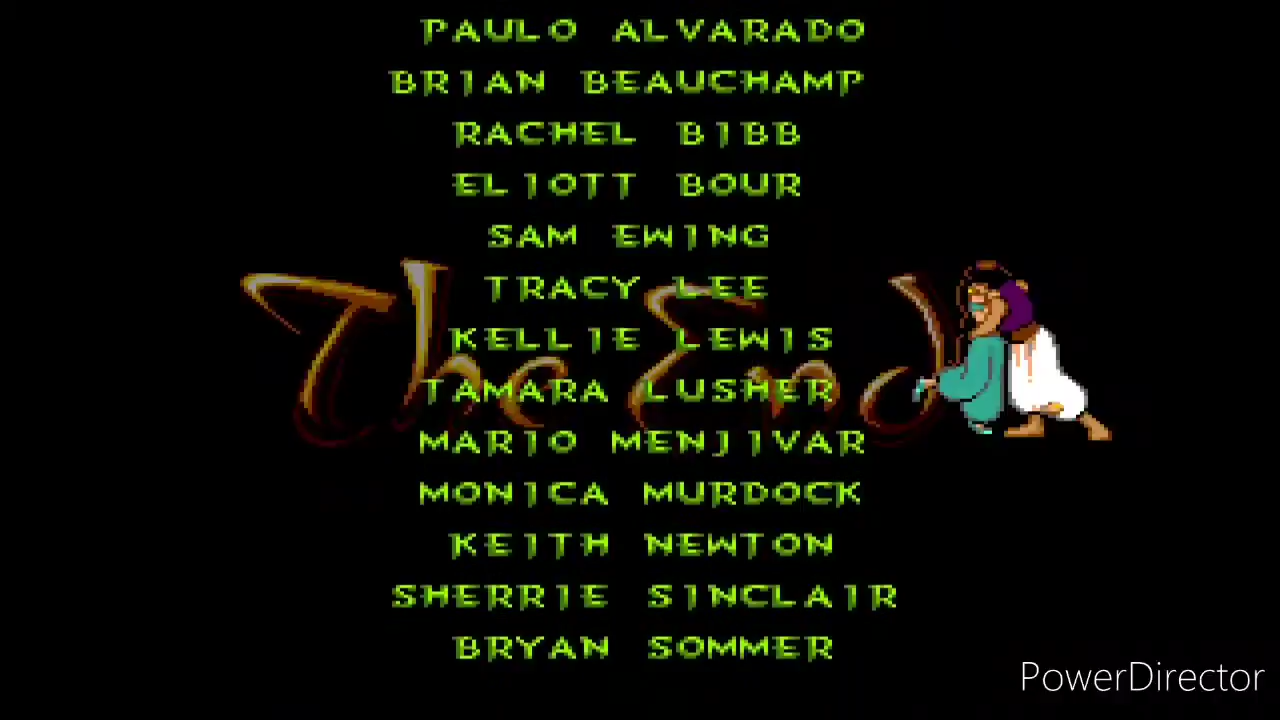 PAULO ALVARADO
BRIAN BEAUCHAMP
RACHEL BIBB
ELIOTT BOUR
SAM EWING
TRACY LEE
KELLIE LEWIS
TAMARA LUSHER
MARIO MENJIVAR
MONICA MURDOCK
KEITH NEWTON
SHERRIE SINCLAIR
BRYAN SOMMER
The End
PowerDirector